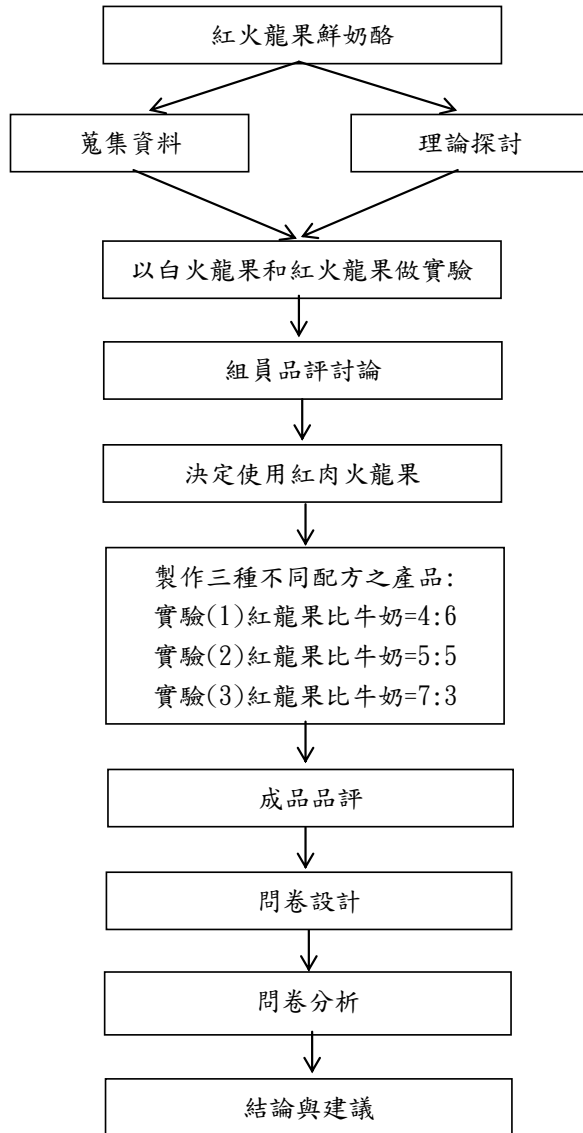 紅火龍果鮮奶酪
蒐集資料
理論探討
以白火龍果和紅火龍果做實驗
組員品評討論
決定使用紅肉火龍果
製作三種不同配方之產品:
實驗(1)紅龍果比牛奶=4:6
實驗(2)紅龍果比牛奶=5:5
實驗(3)紅龍果比牛奶=7:3
成品品評
問卷設計
問卷分析
結論與建議